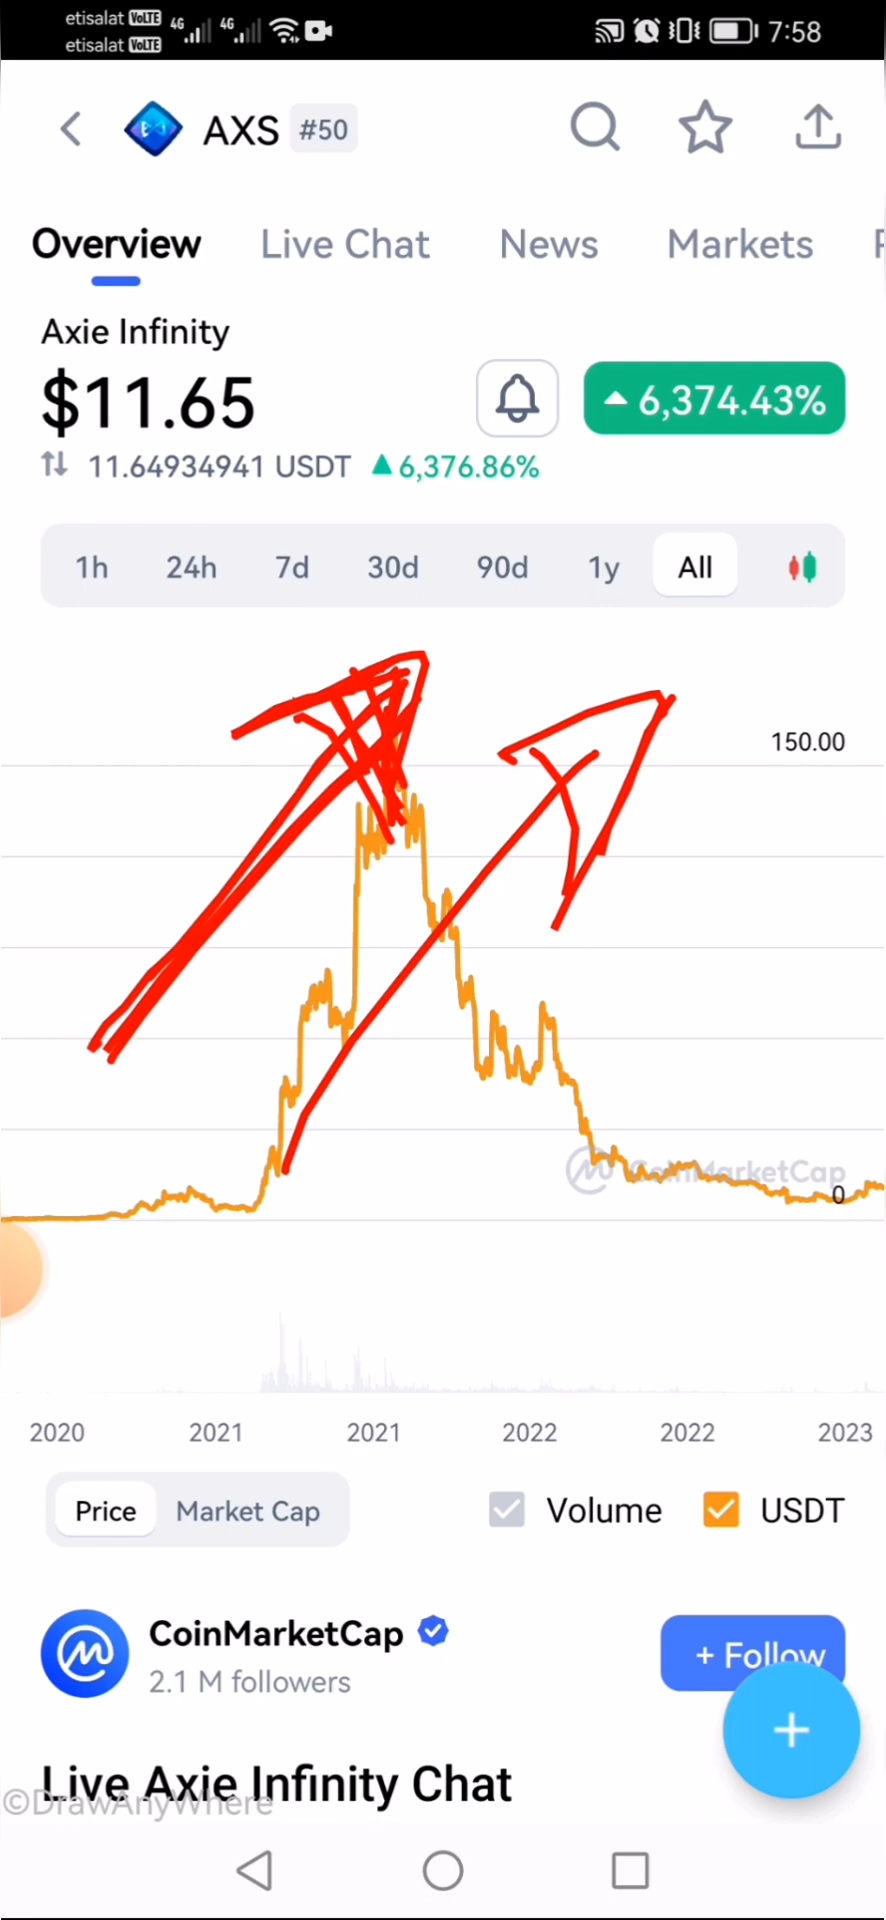 etisalat VoLTE 4G 4G
etisalat VoLTE
7:58
AXS #50
Overview Live Chat News Markets
Axie Infinity
$11.65
6,374.43%
11.64934941 USDT 6,376.86%
1h 24h 7d 30d 90d 1y All
150.00
CoinMarketCap
0
2020 2021 2021 2022 2022 2023
Price Market Cap Volume USDT
CoinMarketCap
2.1 M followers
+ Follow
Live Axie Infinity Chat
©DrawAnyWhere